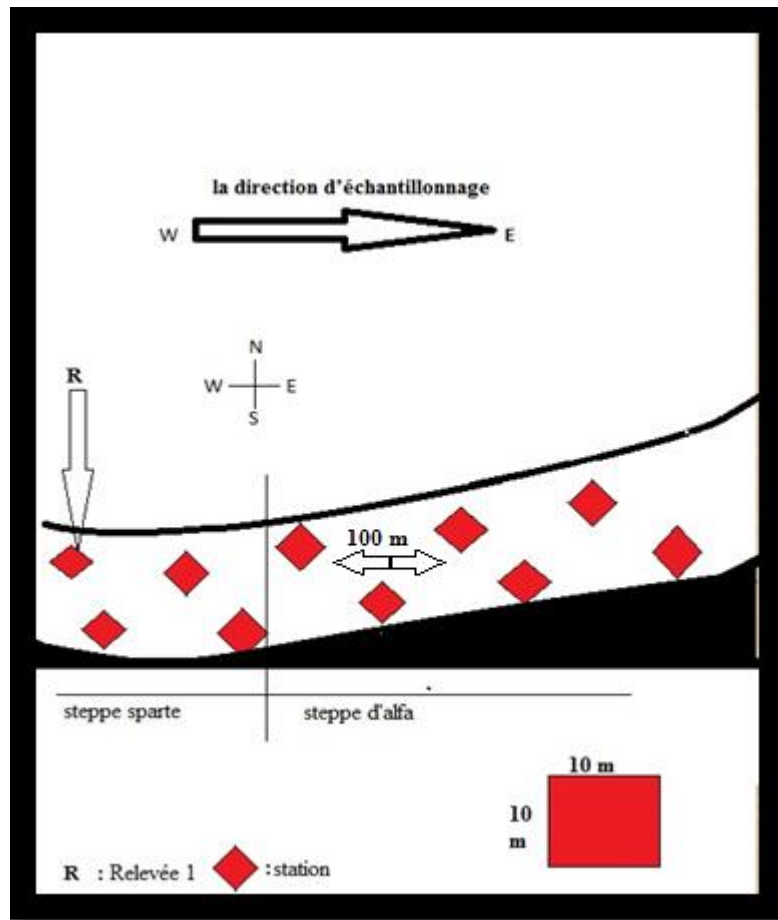 la direction d'échantillonnage
W E
N
W E
S
R
100 m
steppe sparte steppe d'alfa
10 m
10
m
R : Relevée 1 : station